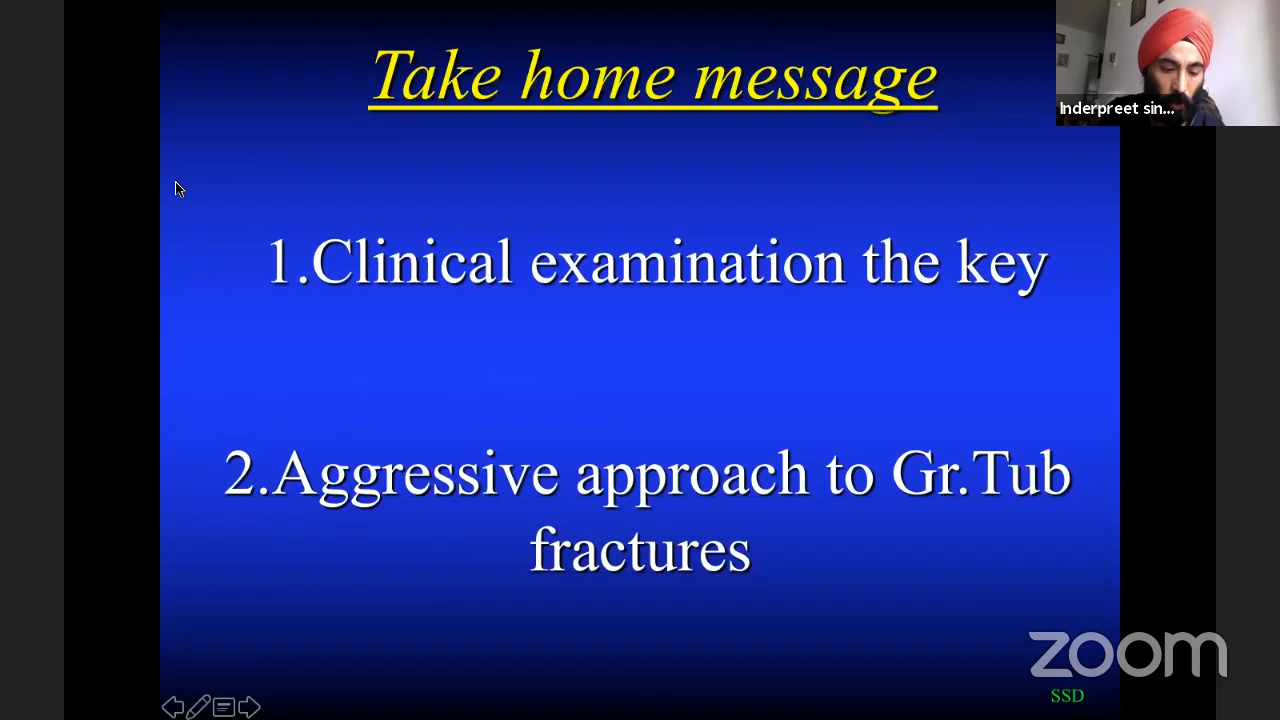 Take home message
Inderpreet sin...
1.Clinical examination the key
2.Aggressive approach to Gr.Tub
fractures
zoom
SSD